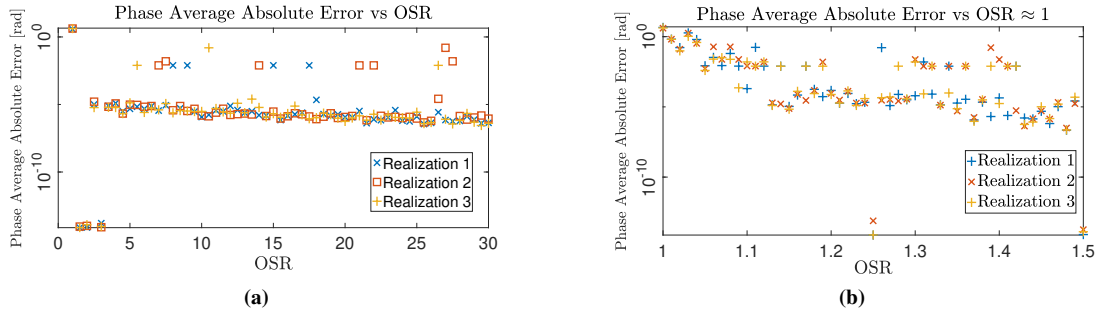 Phase Average Absolute Error vs OSR
Phase Average Absolute Error [rad]
10^0
10^-10
0 5 10 15 20 25 30
OSR
Realization 1
Realization 2
Realization 3
(a)
Phase Average Absolute Error vs OSR ≈ 1
Phase Average Absolute Error [rad]
10^0
10^-10
1 1.1 1.2 1.3 1.4 1.5
OSR
Realization 1
Realization 2
Realization 3
(b)